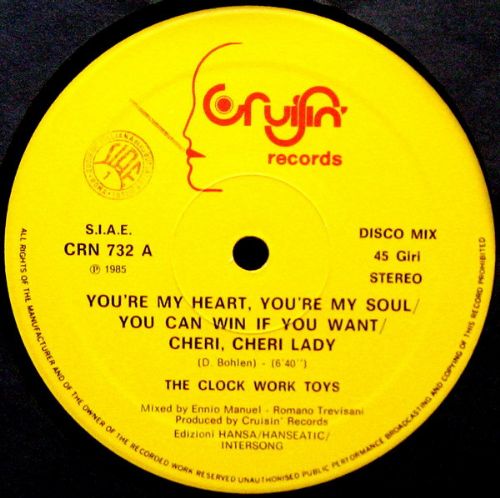 Cruisin'
records
S.I.A.E.
CRN 732 A
Ⓟ 1985
DISCO MIX
45 Giri
STEREO
YOU'RE MY HEART, YOU'RE MY SOUL/
YOU CAN WIN IF YOU WANT/
CHERI, CHERI LADY
(D. Bohlen) - (6'40'')
THE CLOCK WORK TOYS
Mixed by Ennio Manuel - Romano Trevisani
Produced by Cruisin' Records
Edizioni HANSA/HANSEATIC/
INTERSONG
ALL RIGHTS OF THE MANUFACTURER AND OF THE OWNER OF THE RECORDED WORK RESERVED UNAUTHORISED PUBLIC PERFORMANCE BROADCASTING AND COPYING OF THIS RECORD PROHIBITED